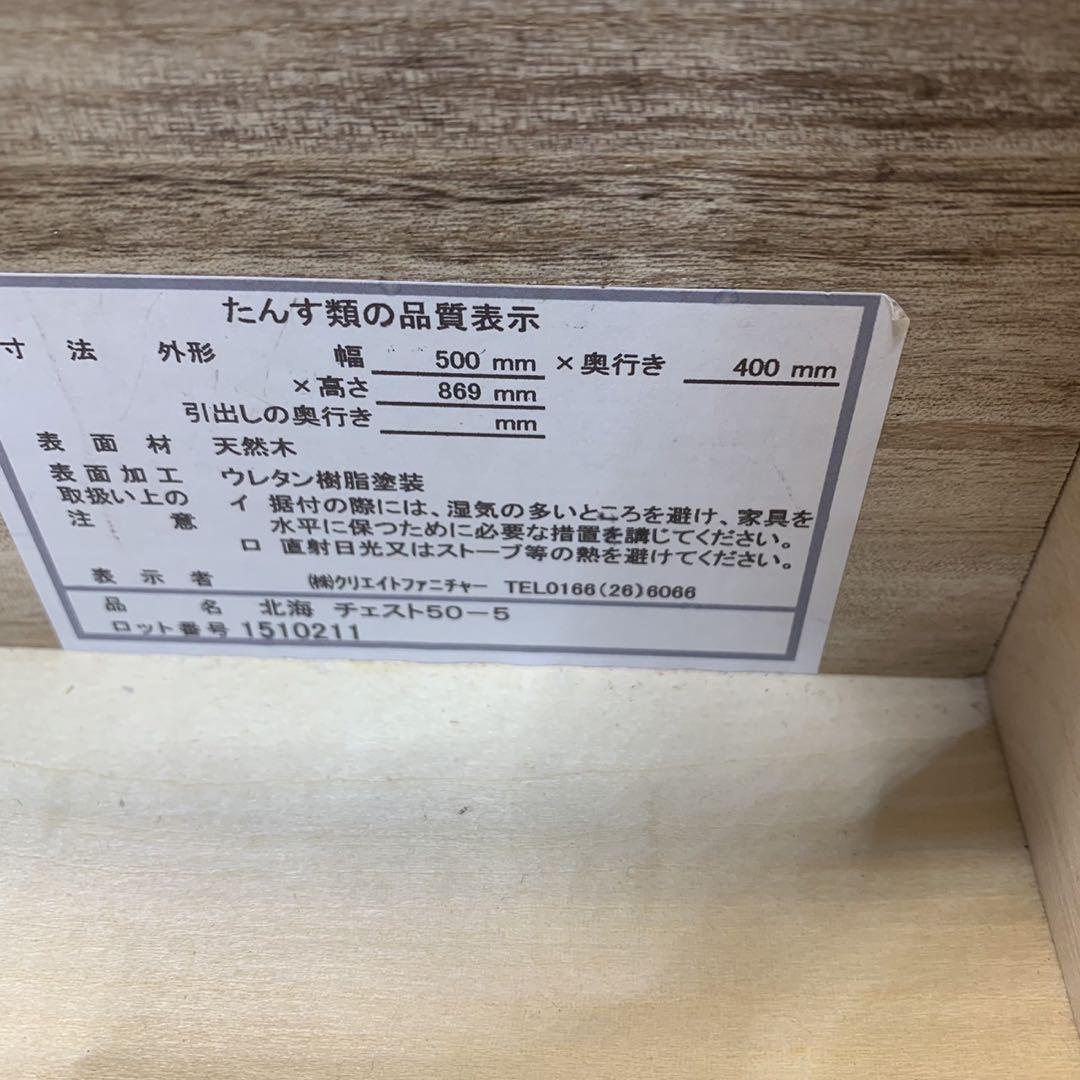 たんす類の品質表示
寸法 外形 幅 500 mm ×奥行き 400 mm
×高さ 869 mm
引出しの奥行き mm
表面材 天然木
表面加工 ウレタン樹脂塗装
取扱い上の イ 据付の際には、湿気の多いところを避け、家具を
注意 水平に保つために必要な措置を講じてください。
ロ 直射日光又はストーブ等の熱を避けてください。
表示者 ㈱クリエイトファニチャー TEL0166(26)6066
品名 北海 チェスト50-5
ロット番号 1510211